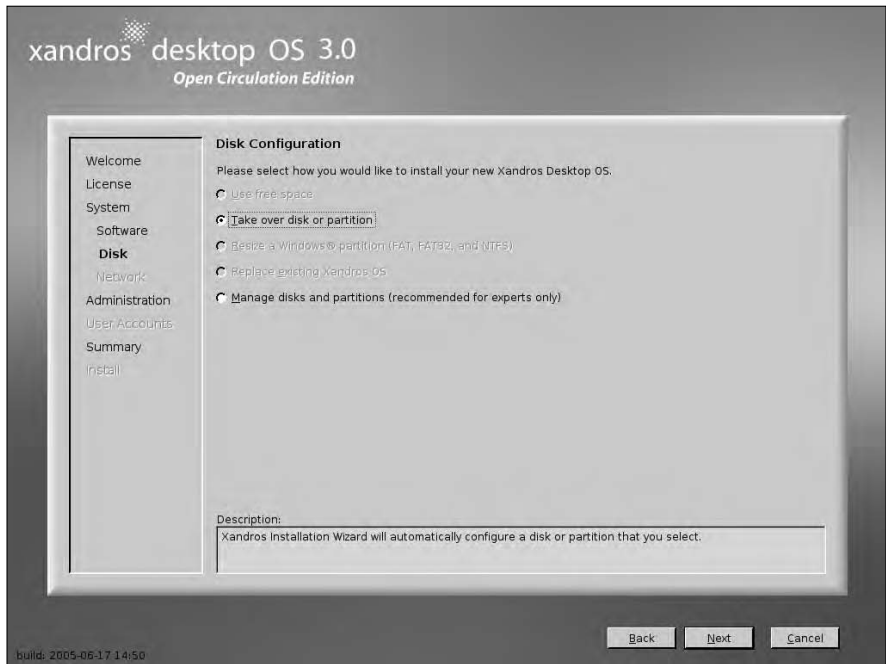 xandros desktop OS 3.0
Open Circulation Edition
Welcome
License
System
Software
Disk
Network
Administration
User Accounts
Summary
Install
Disk Configuration
Please select how you would like to install your new Xandros Desktop OS.
Use free space
Take over disk or partition
Resize a Windows® partition (FAT, FAT32, and NTFS)
Replace existing Xandros OS
Manage disks and partitions (recommended for experts only)
Description:
Xandros Installation Wizard will automatically configure a disk or partition that you select.
Back
Next
Cancel
build: 2005-06-17 14:50